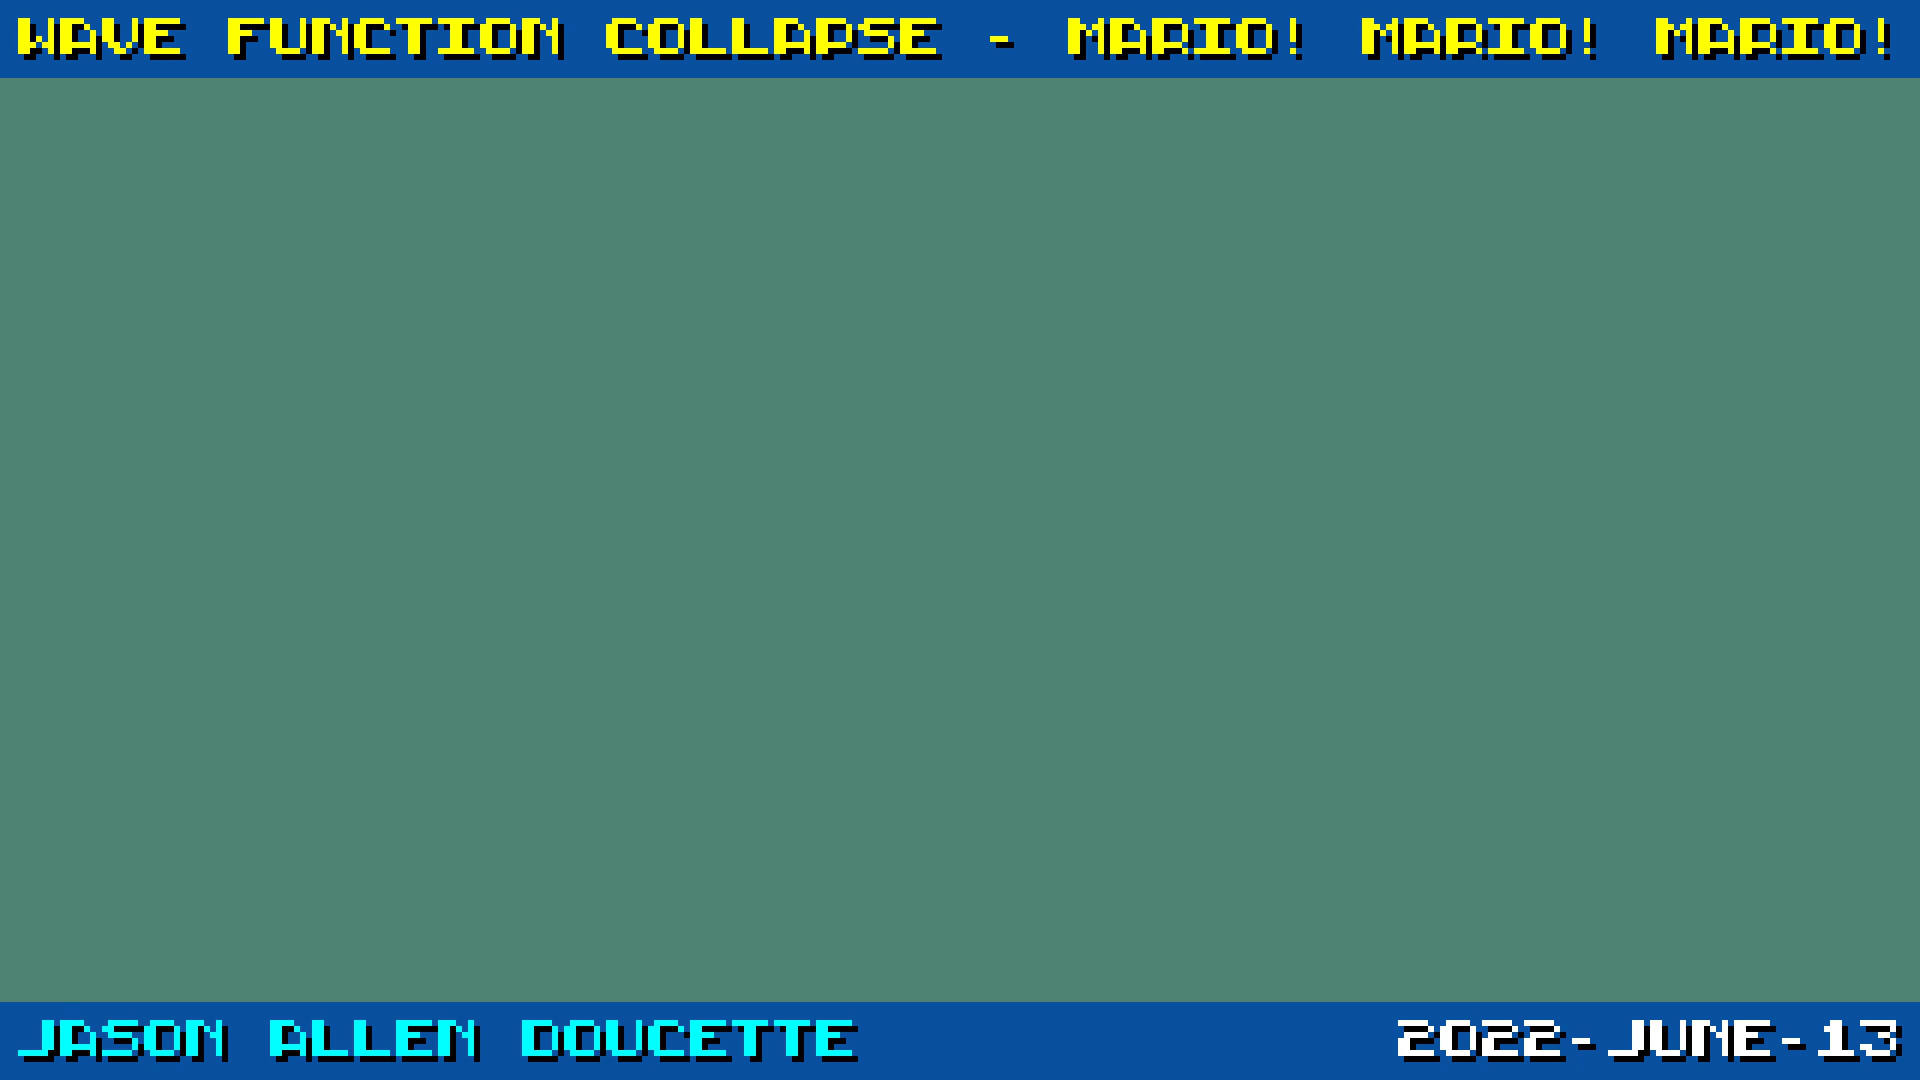 WAVE FUNCTION COLLAPSE - MARIO! MARIO! MARIO!
JASON ALLEN DOUCETTE
2022-JUNE-13